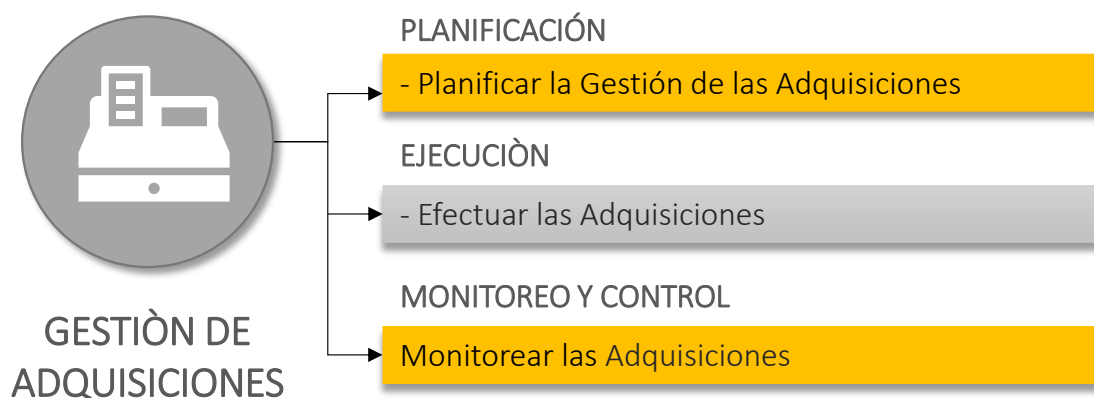 PLANIFICACIÓN
- Planificar la Gestión de las Adquisiciones
EJECUCIÒN
- Efectuar las Adquisiciones
MONITOREO Y CONTROL
Monitorear las Adquisiciones
GESTIÒN DE
ADQUISICIONES